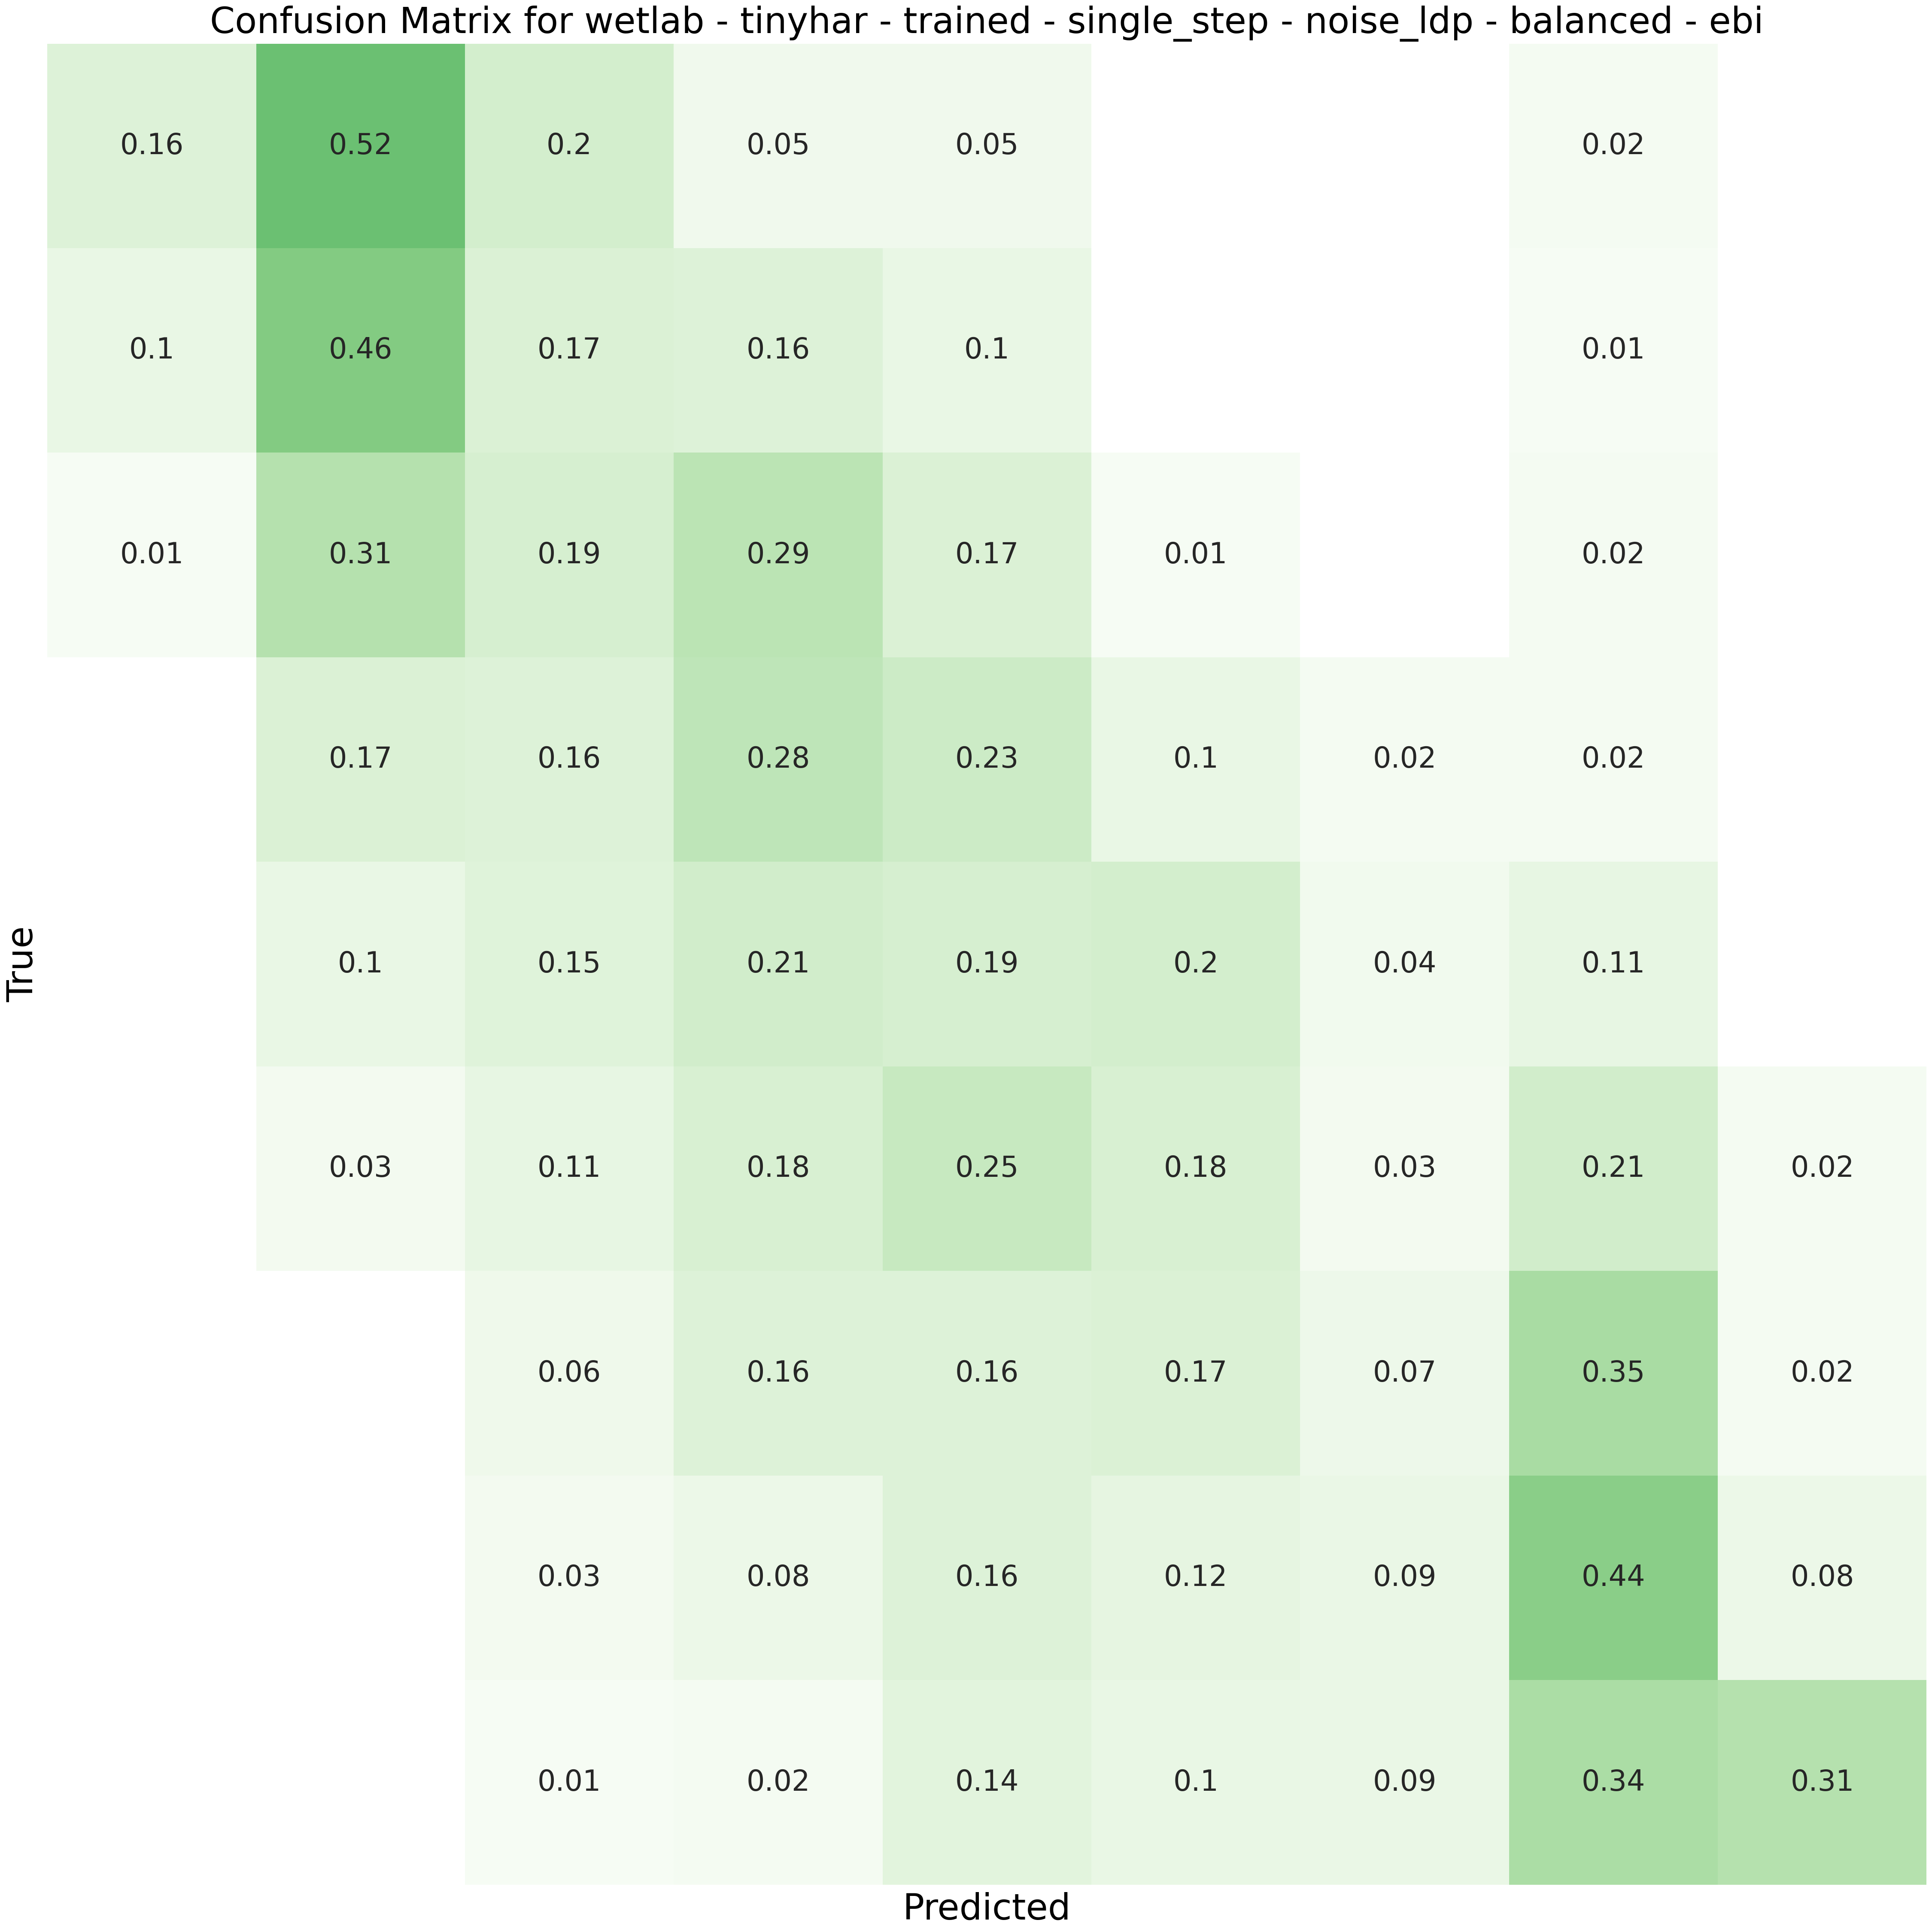 Confusion Matrix for wetlab - tinyhar - trained - single_step - noise_ldp - balanced - ebi
0.16 0.52 0.2 0.05 0.05 0.02
0.1 0.46 0.17 0.16 0.1 0.01
0.01 0.31 0.19 0.29 0.17 0.01 0.02
0.17 0.16 0.28 0.23 0.1 0.02 0.02
True
0.1 0.15 0.21 0.19 0.2 0.04 0.11
0.03 0.11 0.18 0.25 0.18 0.03 0.21 0.02
0.06 0.16 0.16 0.17 0.07 0.35 0.02
0.03 0.08 0.16 0.12 0.09 0.44 0.08
0.01 0.02 0.14 0.1 0.09 0.34 0.31
Predicted